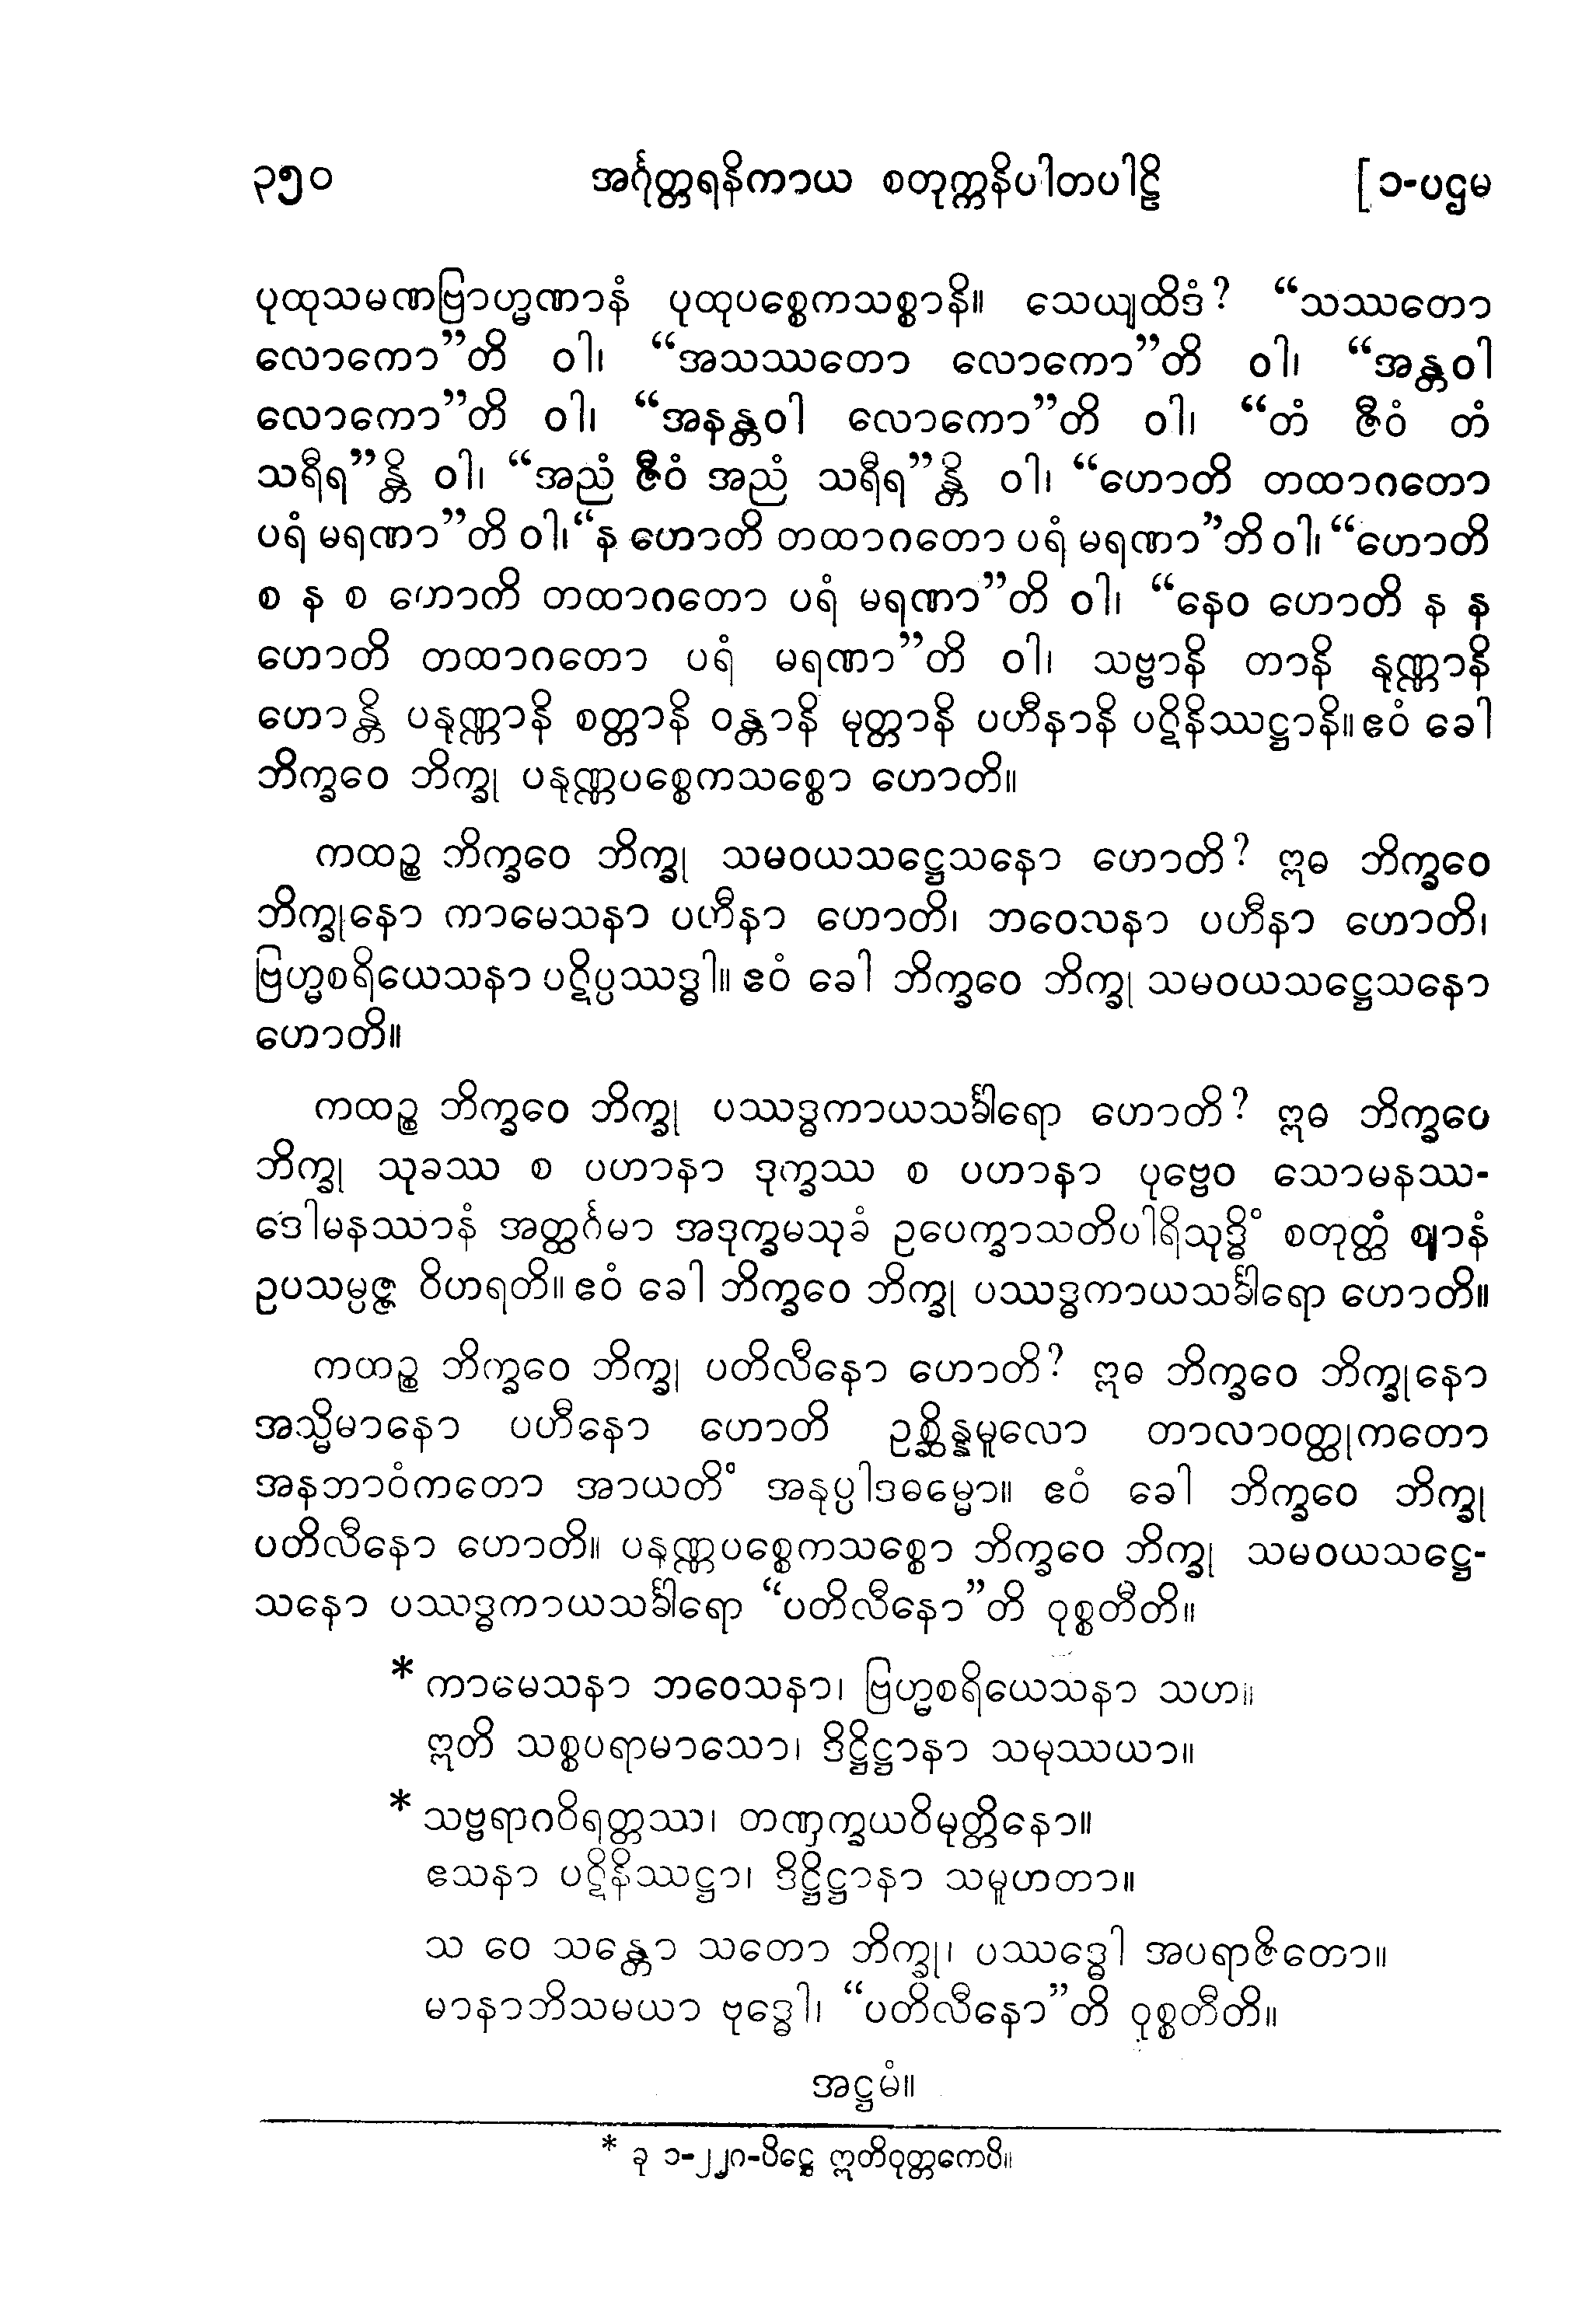 ၃၅၀ အင်္ဂုတ္တရနိကာယ စတုက္ကနိပါတပါဠိ [ ၁-ပဌမ
ပုထုသမဏဗြာဟ္မဏာနံ ပုထုပစ္စေကသစ္စာနိ။ သေယျထိဒံ? “သဿတော
လောကော”တိ ဝါ၊ “အသဿတော လောကော”တိ ဝါ၊ “အန္တဝါ
လောကော”တိ ဝါ၊ “အနန္တဝါ လောကော”တိ ဝါ၊ “တံ ဇီဝံ တံ
သရီရ”န္တိ ဝါ၊ “အညံ ဇီဝံ အညံ သရီရ”န္တိ ဝါ၊ “ဟောတိ တထာဂတော
ပရံ မရဏာ”တိ ဝါ၊ “န ဟောတိ တထာဂတော ပရံ မရဏာ”တိ ဝါ၊ “ဟောတိ
စ န စ ဟောတိ တထာဂတော ပရံ မရဏာ”တိ ဝါ၊ “နေဝ ဟောတိ န န
ဟောတိ တထာဂတော ပရံ မရဏာ”တိ ဝါ၊ သဗ္ဗာနိ တာနိ နုဏ္ဏာနိ
ဟောန္တိ ပနုဏ္ဏာနိ စတ္တာနိ ဝန္တာနိ မုတ္တာနိ ပဟီနာနိ ပဋိနိဿဋ္ဌာနိ။ ဧဝံ ခေါ
ဘိက္ခဝေ ဘိက္ခု ပနုဏ္ဏပစ္စေကသစ္စော ဟောတိ။
ကထဉ္စ ဘိက္ခဝေ ဘိက္ခု သမဝယသဋ္ဌေသနော ဟောတိ? ဣဓ ဘိက္ခဝေ
ဘိက္ခုနော ကာမေသနာ ပဟီနာ ဟောတိ၊ ဘဝေသနာ ပဟီနာ ဟောတိ၊
ဗြဟ္မစရိယေသနာ ပဋိပ္ပဿဒ္ဓါ။ ဧဝံ ခေါ ဘိက္ခဝေ ဘိက္ခု သမဝယသဋ္ဌေသနော
ဟောတိ။
ကထဉ္စ ဘိက္ခဝေ ဘိက္ခု ပဿဒ္ဓကာယသင်္ခါရော ဟောတိ? ဣဓ ဘိက္ခဝေ
ဘိက္ခု သုခဿ စ ပဟာနာ ဒုက္ခဿ စ ပဟာနာ ပုဗ္ဗေဝ သောမနဿ-
ဒေါမနဿာနံ အတ္ထင်္ဂမာ အဒုက္ခမသုခံ ဥပေက္ခာသတိပါရိသုဒ္ဓိံ စတုတ္ထံ ဈာနံ
ဥပသမ္ပဇ္ဇ ဝိဟရတိ။ ဧဝံ ခေါ ဘိက္ခဝေ ဘိက္ခု ပဿဒ္ဓကာယသင်္ခါရော ဟောတိ။
ကထဉ္စ ဘိက္ခဝေ ဘိက္ခု ပတိလီနော ဟောတိ? ဣဓ ဘိက္ခဝေ ဘိက္ခုနော
အသ္မိမာနော ပဟီနော ဟောတိ ဥစ္ဆိန္နမူလော တာလာဝတ္ထုကတော
အနဘာဝံကတော အာယတိံ အနုပ္ပါဒဓမ္မော။ ဧဝံ ခေါ ဘိက္ခဝေ ဘိက္ခု
ပတိလီနော ဟောတိ။ ပနုဏ္ဏပစ္စေကသစ္စော ဘိက္ခဝေ ဘိက္ခု သမဝယသဋ္ဌေ-
သနော ပဿဒ္ဓကာယသင်္ခါရော “ပတိလီနော”တိ ဝုစ္စတီတိ။
* ကာမေသနာ ဘဝေသနာ၊ ဗြဟ္မစရိယေသနာ သဟ။
ဣတိ သစ္စပရာမာသော၊ ဒိဋ္ဌိဋ္ဌာနာ သမုဿယာ။
* သဗ္ဗရာဂဝိရတ္တဿ၊ တဏှက္ခယဝိမုတ္တိနော။
ဧသနာ ပဋိနိဿဋ္ဌာ၊ ဒိဋ္ဌိဋ္ဌာနာ သမူဟတာ။
သ ဝေ သန္တော သတော ဘိက္ခု၊ ပဿဒ္ဓေါ အပရာဇိတော။
မာနာဘိသမယာ ဗုဒ္ဓေါ၊ “ပတိလီနော”တိ ဝုစ္စတီတိ။
အဋ္ဌမံ။
* ခု ၁-၂၂၇-ပိဋ္ဌေ ဣတိဝုတ္တကေပိ။